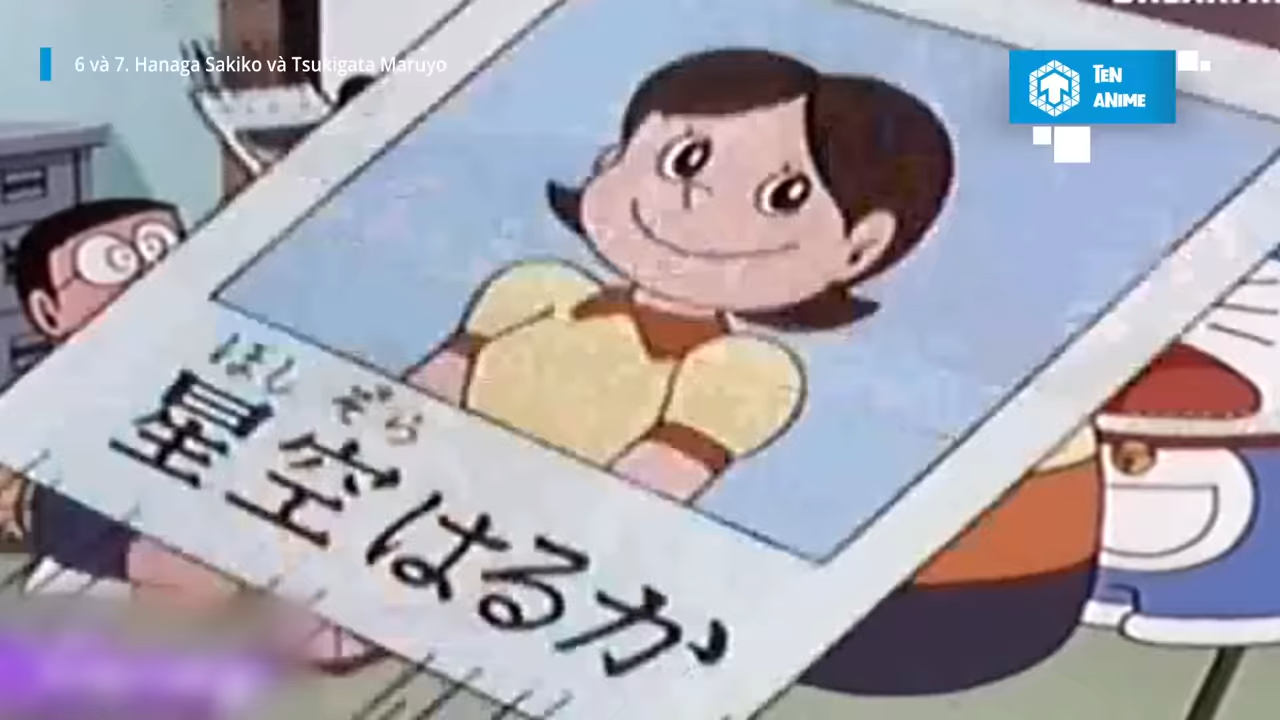 6 và 7. Hanaga Sakiko và Tsukigata Maruyo
TEN
ANIME
ほし ぞら
星空はるか